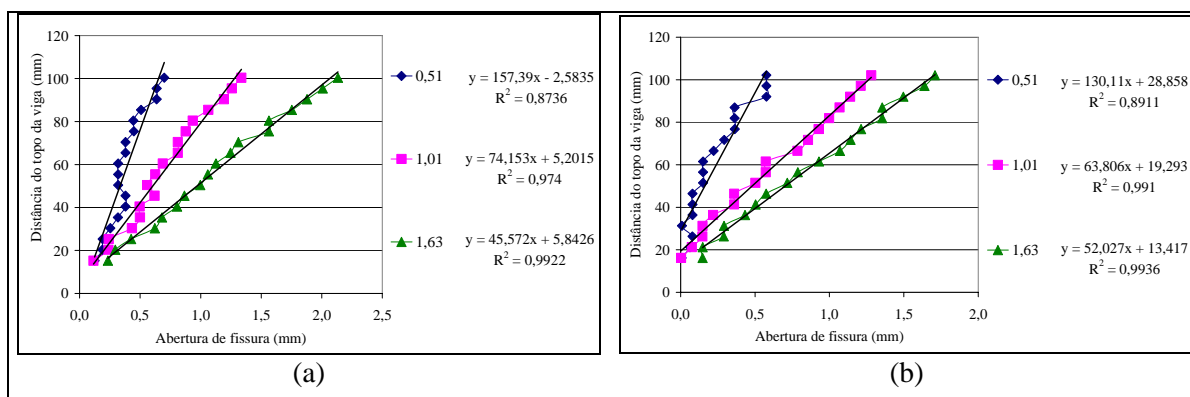 120
100
80
60
40
20
0
Distância do topo da viga (mm)
0,0 0,5 1,0 1,5 2,0 2,5
Abertura de fissura (mm)
0,51 y = 157,39x - 2,5835
R² = 0,8736
1,01 y = 74,153x + 5,2015
R² = 0,974
1,63 y = 45,572x + 5,8426
R² = 0,9922
(a)
120
100
80
60
40
20
0
Distância do topo da viga (mm)
0,0 0,5 1,0 1,5 2,0
Abertura de fissura (mm)
0,51 y = 130,11x + 28,858
R² = 0,8911
1,01 y = 63,806x + 19,293
R² = 0,991
1,63 y = 52,027x + 13,417
R² = 0,9936
(b)